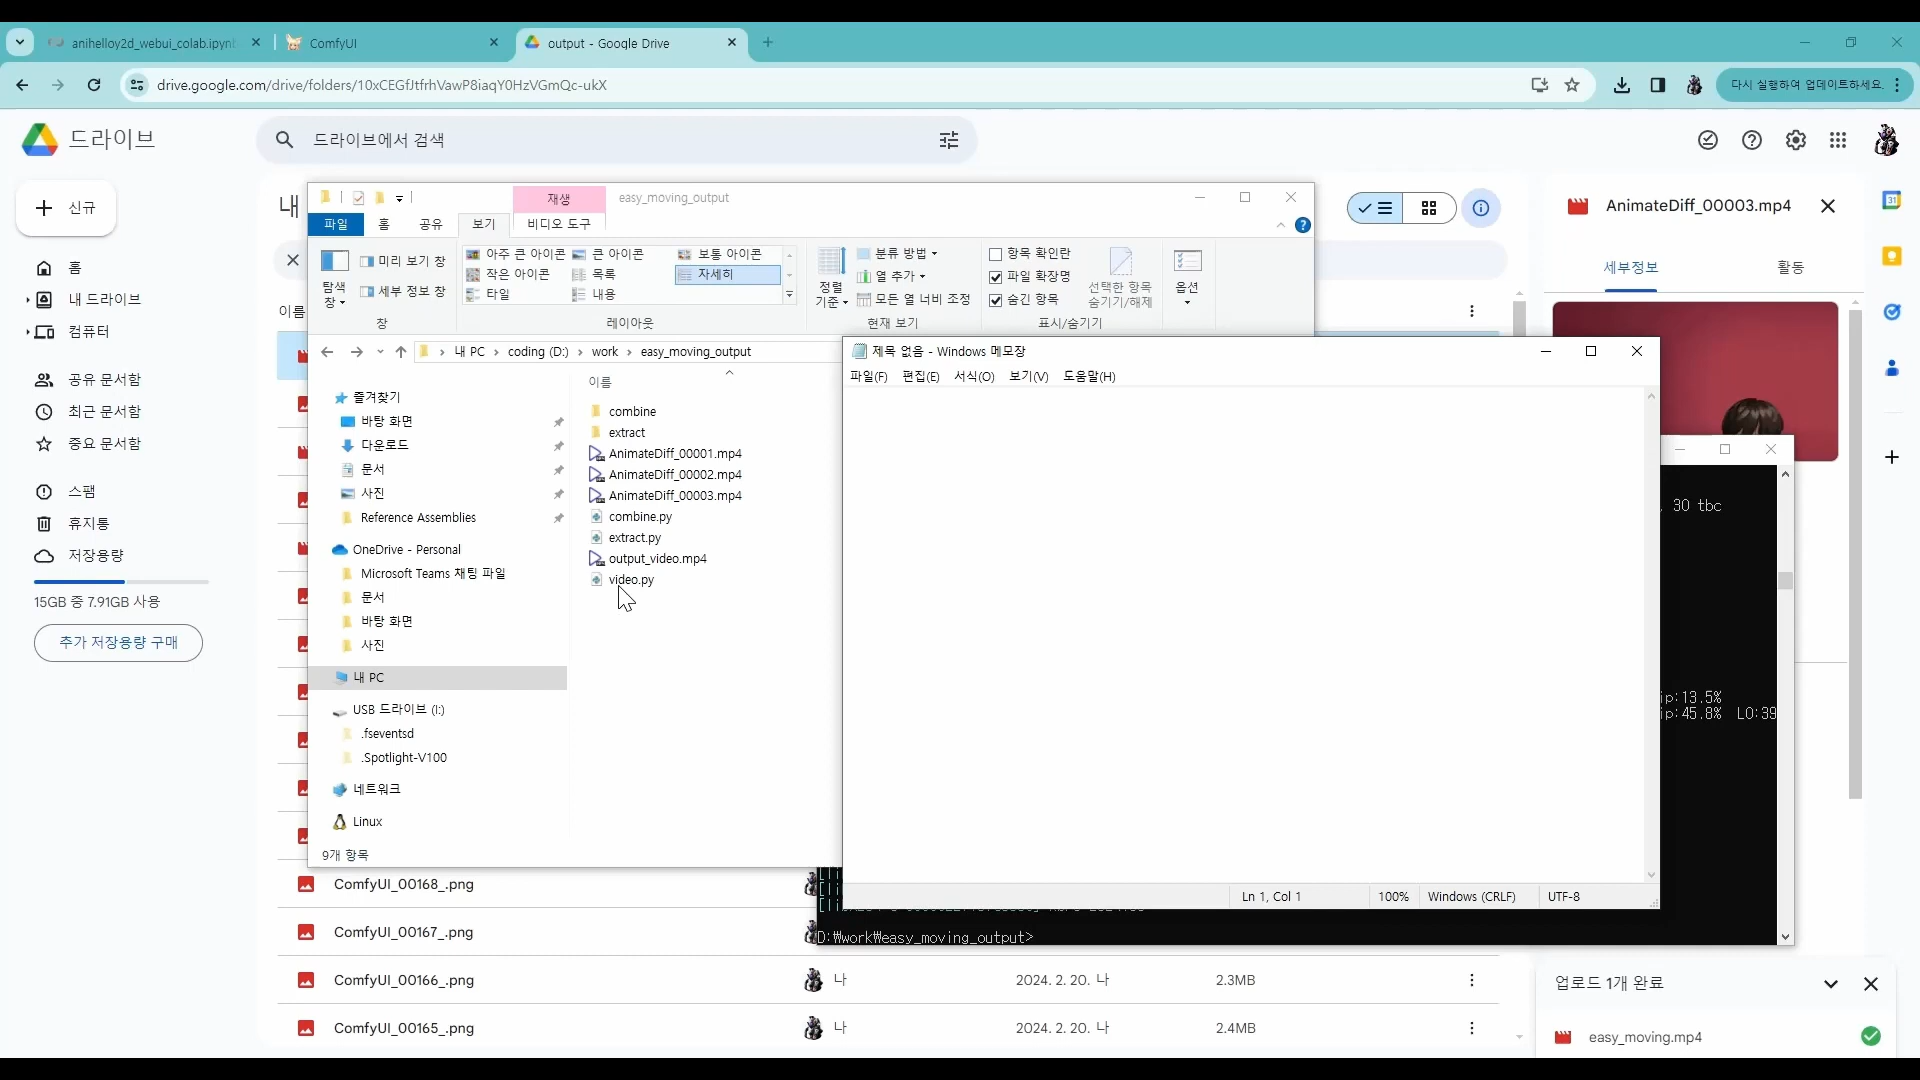 anihelloy2d_webui_colab.ipynb
ComfyUI
output - Google Drive
drive.google.com/drive/folders/10xCEGfJtfrhVawP8iaqY0HzVGmQc-ukX
다시 실행하여 업데이트하세요.
드라이브
드라이브에서 검색
신규
홈
내 드라이브
컴퓨터
공유 문서함
최근 문서함
중요 문서함
스팸
휴지통
저장용량
15GB 중 7.91GB 사용
추가 저장용량 구매
내
이름
재생
easy_moving_output
파일
홈
공유
보기
비디오 도구
탐색
창
미리 보기 창
세부 정보 창
창
아주 큰 아이콘
큰 아이콘
보통 아이콘
작은 아이콘
목록
자세히
타일
내용
레이아웃
정렬
기준
분류 방법
열 추가
모든 열 너비 조정
현재 보기
항목 확인란
파일 확장명
숨긴 항목
선택한 항목
숨기기/해제
표시/숨기기
옵션
내 PC > coding (D:) > work > easy_moving_output
즐겨찾기
바탕 화면
다운로드
문서
사진
Reference Assemblies
OneDrive - Personal
Microsoft Teams 채팅 파일
문서
바탕 화면
사진
내 PC
USB 드라이브 (I:)
.fseventsd
.Spotlight-V100
네트워크
Linux
9개 항목
이름
combine
extract
AnimateDiff_00001.mp4
AnimateDiff_00002.mp4
AnimateDiff_00003.mp4
combine.py
extract.py
output_video.mp4
video.py
제목 없음 - Windows 메모장
파일(F) 편집(E) 서식(O) 보기(V) 도움말(H)
Ln 1, Col 1
100%
Windows (CRLF)
UTF-8
AnimateDiff_00003.mp4
세부정보
활동
31
, 30 tbc
ip:13.5%
ip:45.8% L0:39
D:₩work₩easy_moving_output>
ComfyUI_00168_.png
ComfyUI_00167_.png
ComfyUI_00166_.png 나 2024. 2. 20. 나 2.3MB
ComfyUI_00165_.png 나 2024. 2. 20. 나 2.4MB
업로드 1개 완료
easy_moving.mp4